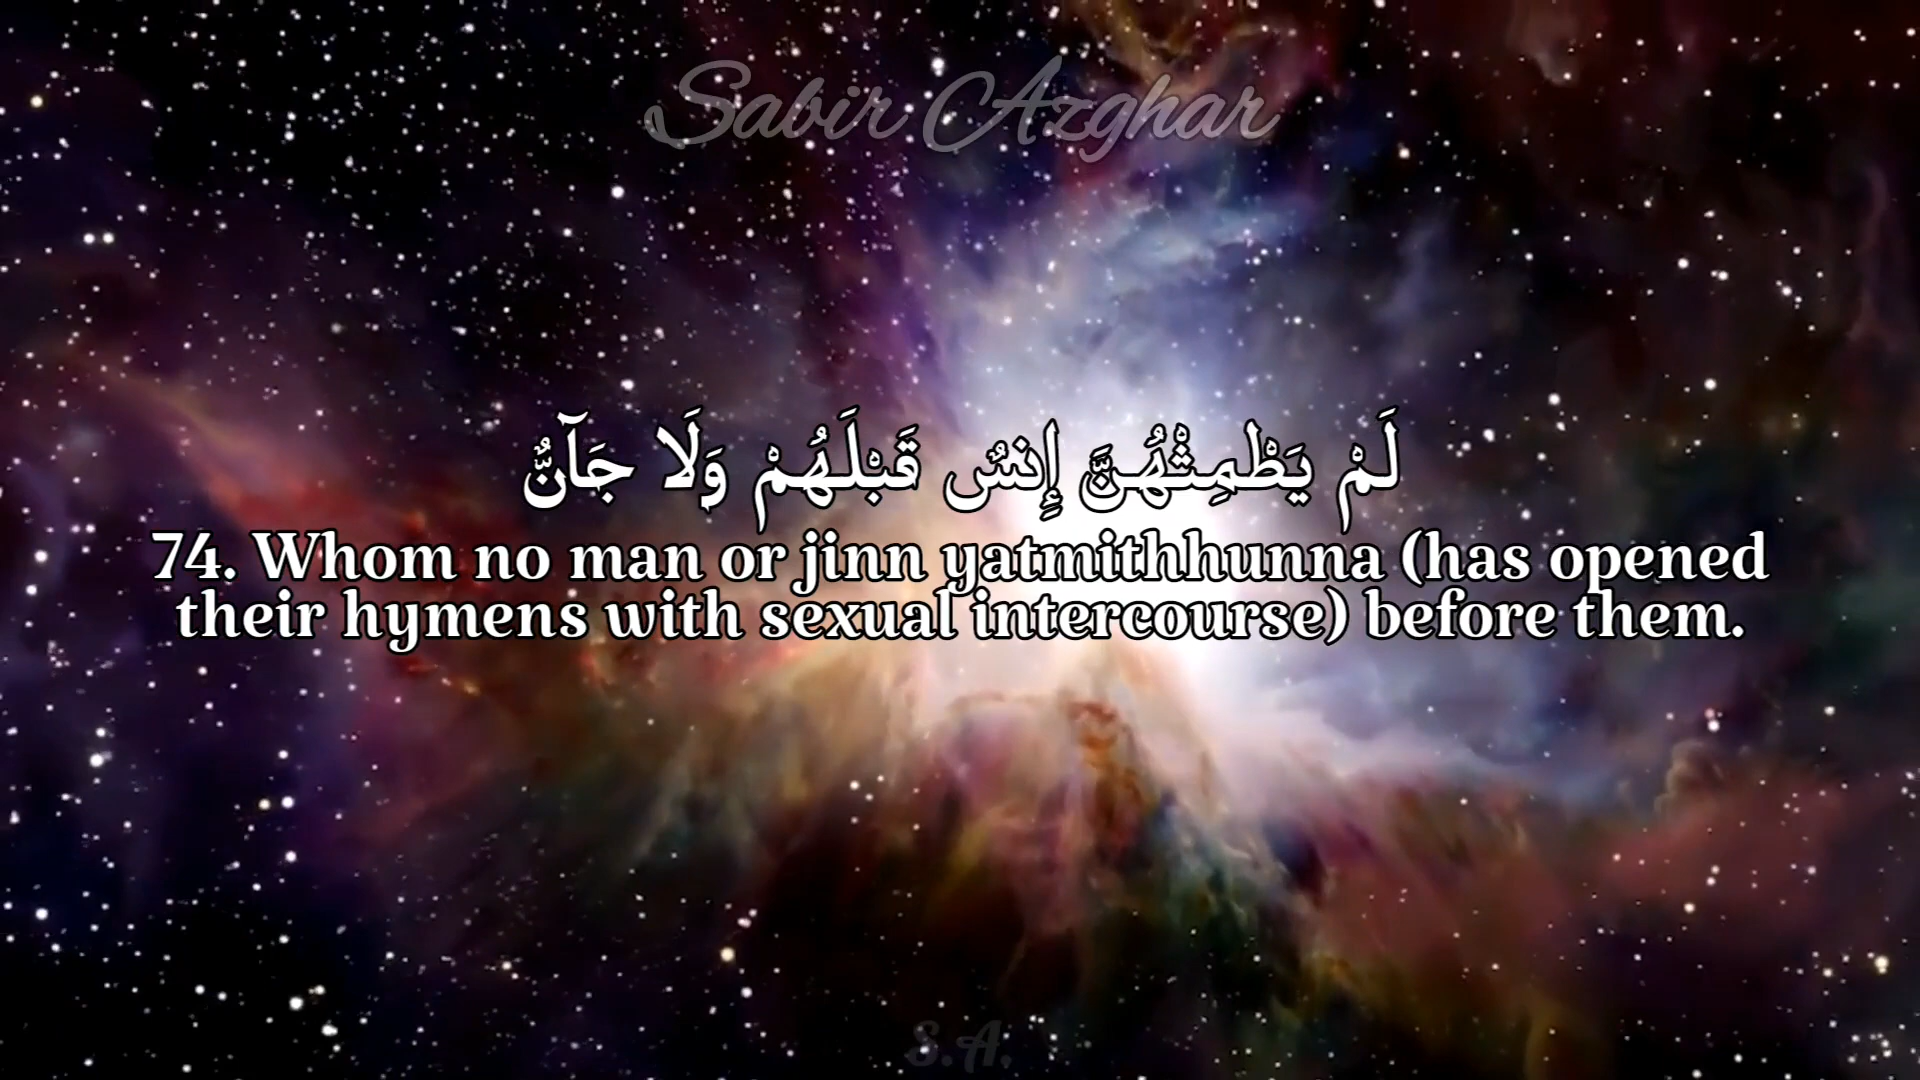 Sabir Azghar
لَمْ يَطْمِثْهُنَّ إِنسٌ قَبْلَهُمْ وَلَا جَآنٌّ
74. Whom no man or jinn yatmithhunna (has opened
their hymens with sexual intercourse) before them.
S.A.